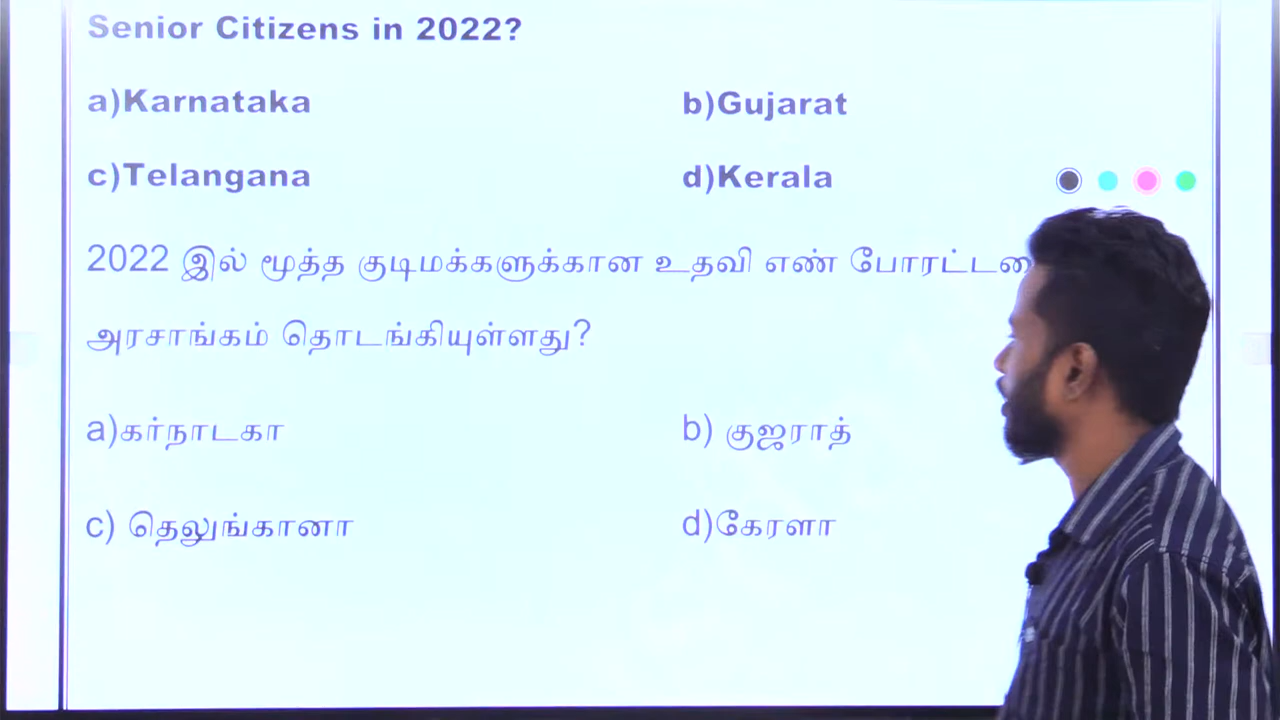 Senior Citizens in 2022?
a)Karnataka b)Gujarat
c)Telangana d)Kerala
2022 இல் மூத்த குடிமக்களுக்கான உதவி எண் போரட்டலை
அரசாங்கம் தொடங்கியுள்ளது?
a)கர்நாடகா b) குஜராத்
c) தெலுங்கானா d)கேரளா